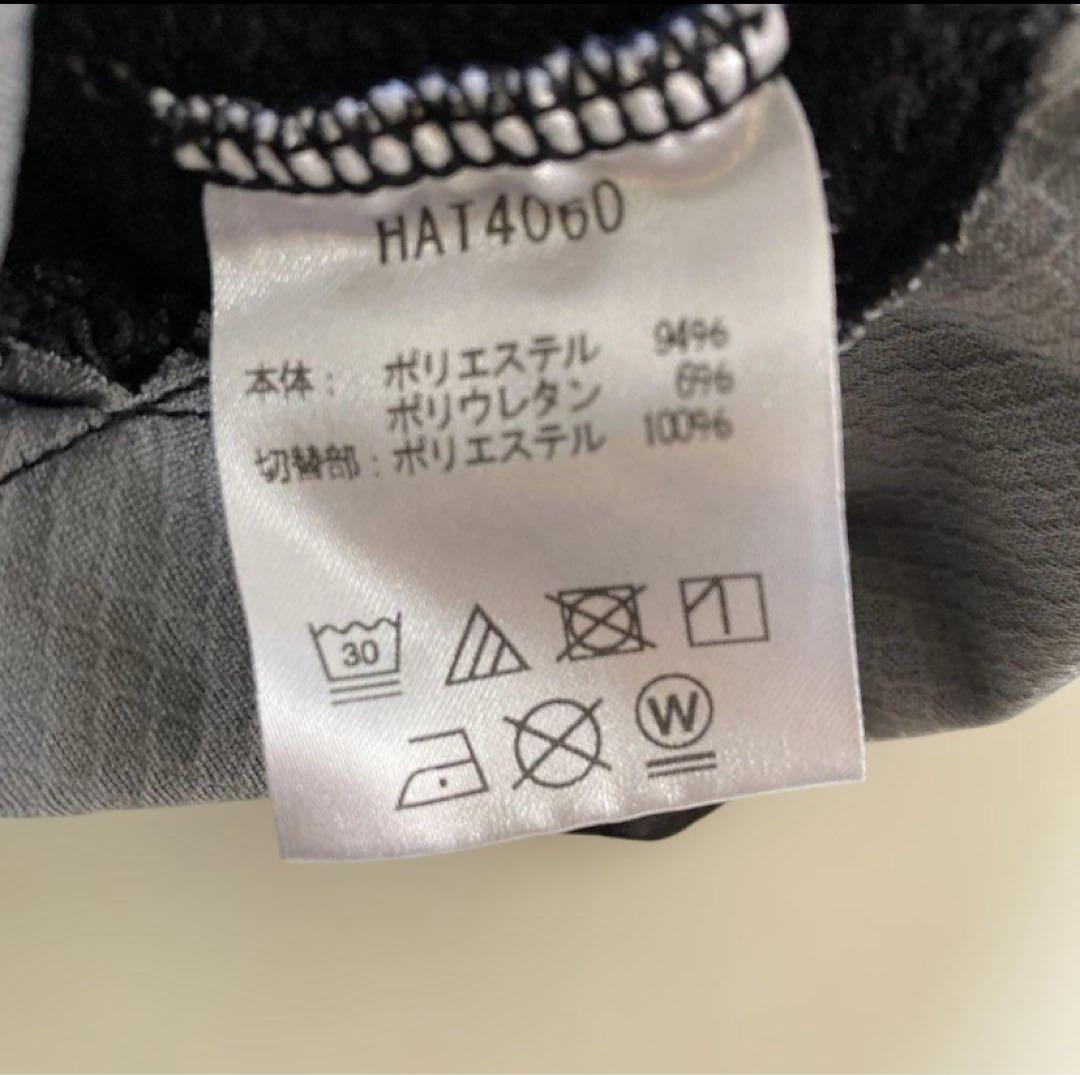 HAT4060
本体： ポリエステル 94%
ポリウレタン 6%
切替部：ポリエステル 100%
30
W